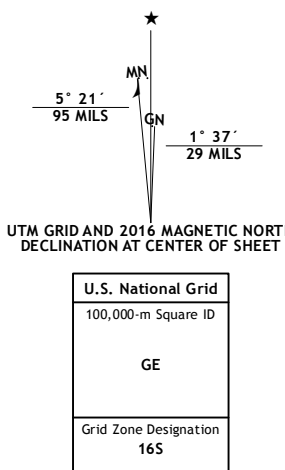 ★
MN
5° 21´
95 MILS
GN
1° 37´
29 MILS
UTM GRID AND 2016 MAGNETIC NORTH
DECLINATION AT CENTER OF SHEET
U.S. National Grid
100,000-m Square ID
GE
Grid Zone Designation
16S